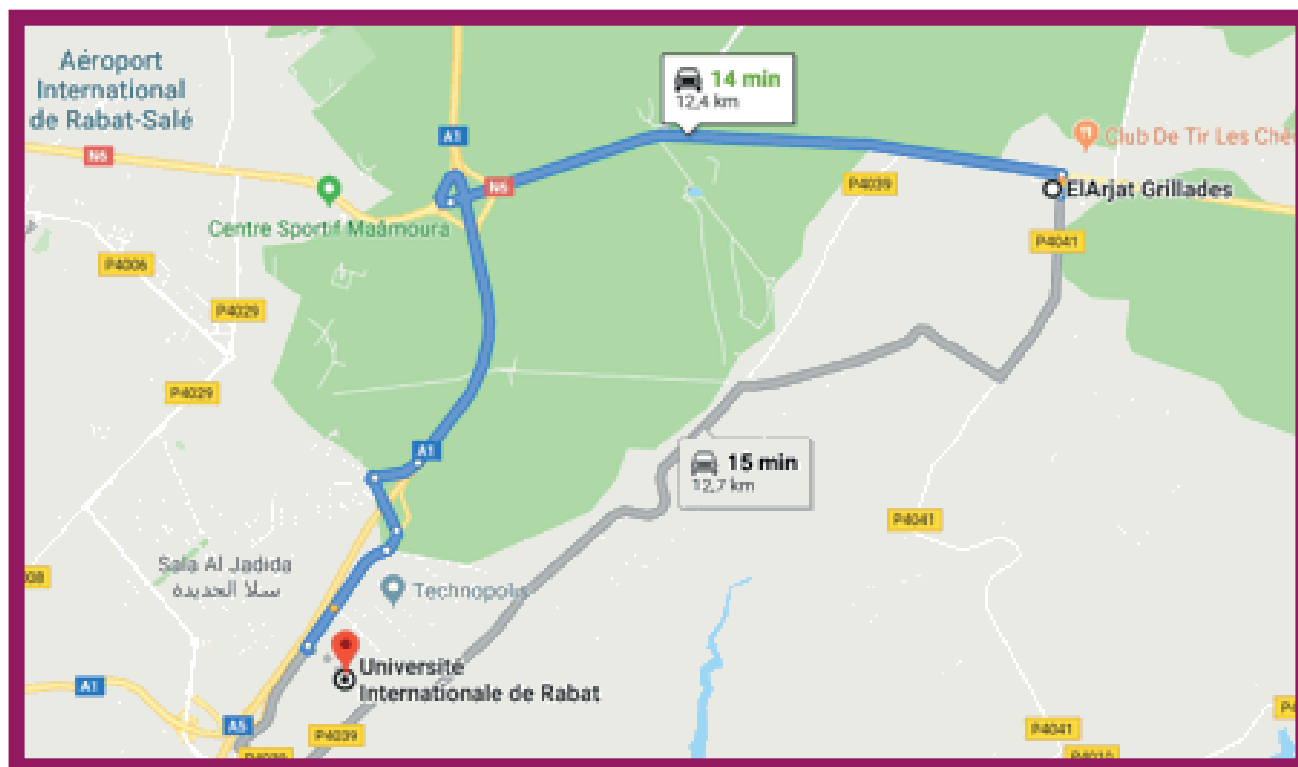 Aéroport
International
de Rabat-Salé
14 min
12,4 km
A1
Club De Tir Les Chê
N6
N6
P4039
ElArjat Grillades
Centre Sportif Maâmoura
P4041
P4006
P4029
P4029
A1
15 min
12,7 km
P4041
Sala Al Jadida
سلا الجديدة
08
Technopolis
Université
Internationale de Rabat
A1
A5
P4039
P4041